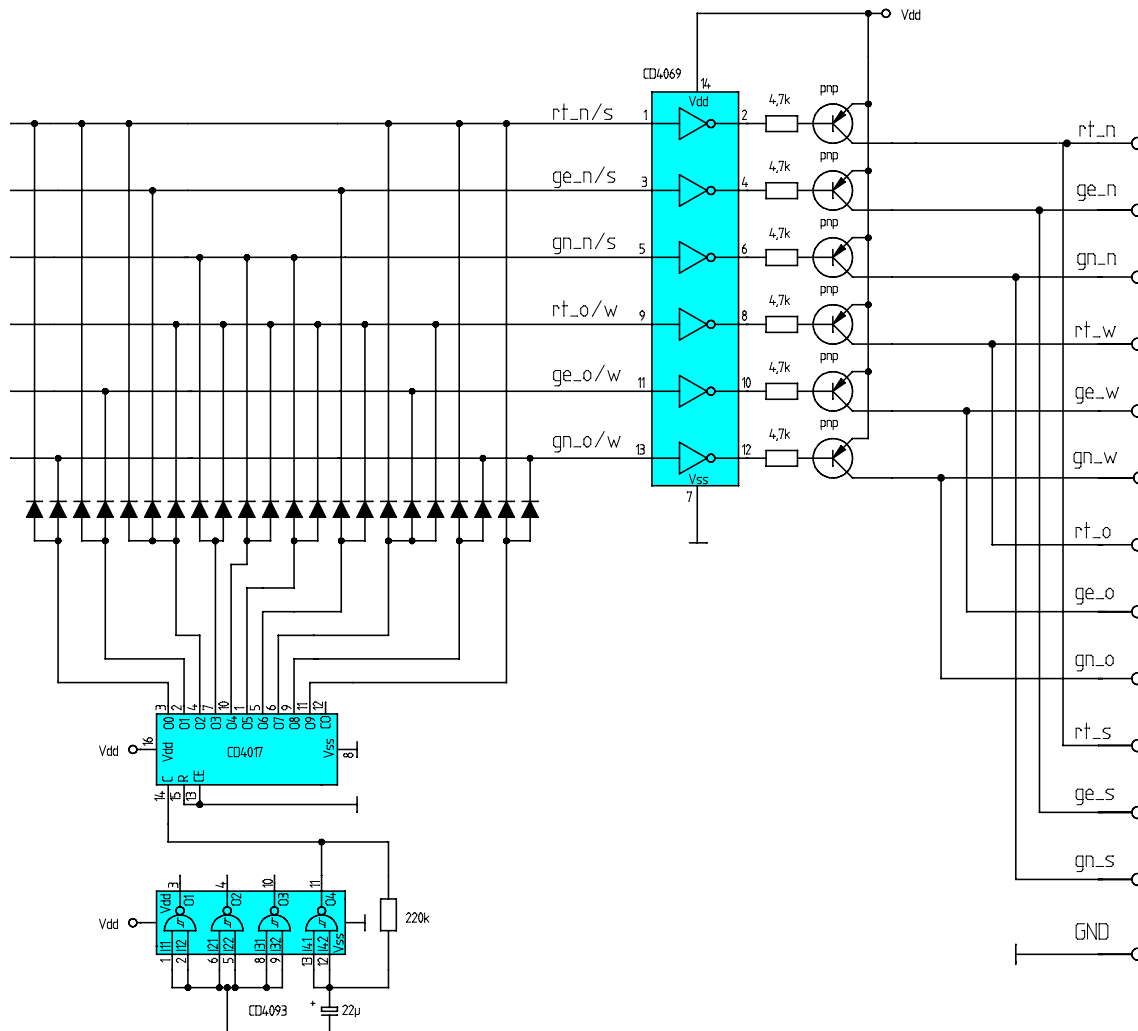 Vdd
CD4069
14
Vdd
rt_n/s
1
2
4,7k
pnp
rt_n
ge_n/s
3
4
4,7k
pnp
ge_n
gn_n/s
5
6
4,7k
pnp
gn_n
rt_o/w
9
8
4,7k
pnp
rt_w
ge_o/w
11
10
4,7k
pnp
ge_w
gn_o/w
13
12
4,7k
pnp
gn_w
Vss
7
rt_o
ge_o
gn_o
rt_s
ge_s
gn_s
GND
3 2 4 7 10 1 5 6 9 11 12
O0 O1 O2 O3 O4 O5 O6 O7 O8 O9 CO
Vdd
16
Vdd
CD4017
Vss
8
C R CE
14 15 13
3 4 10 11
Vdd
Vdd
O1 O2 O3 O4
Vss
I11 I12 I21 I22 I31 I32 I41 I42
1 2 6 5 8 9 13 12
220k
CD4093
+
22µ